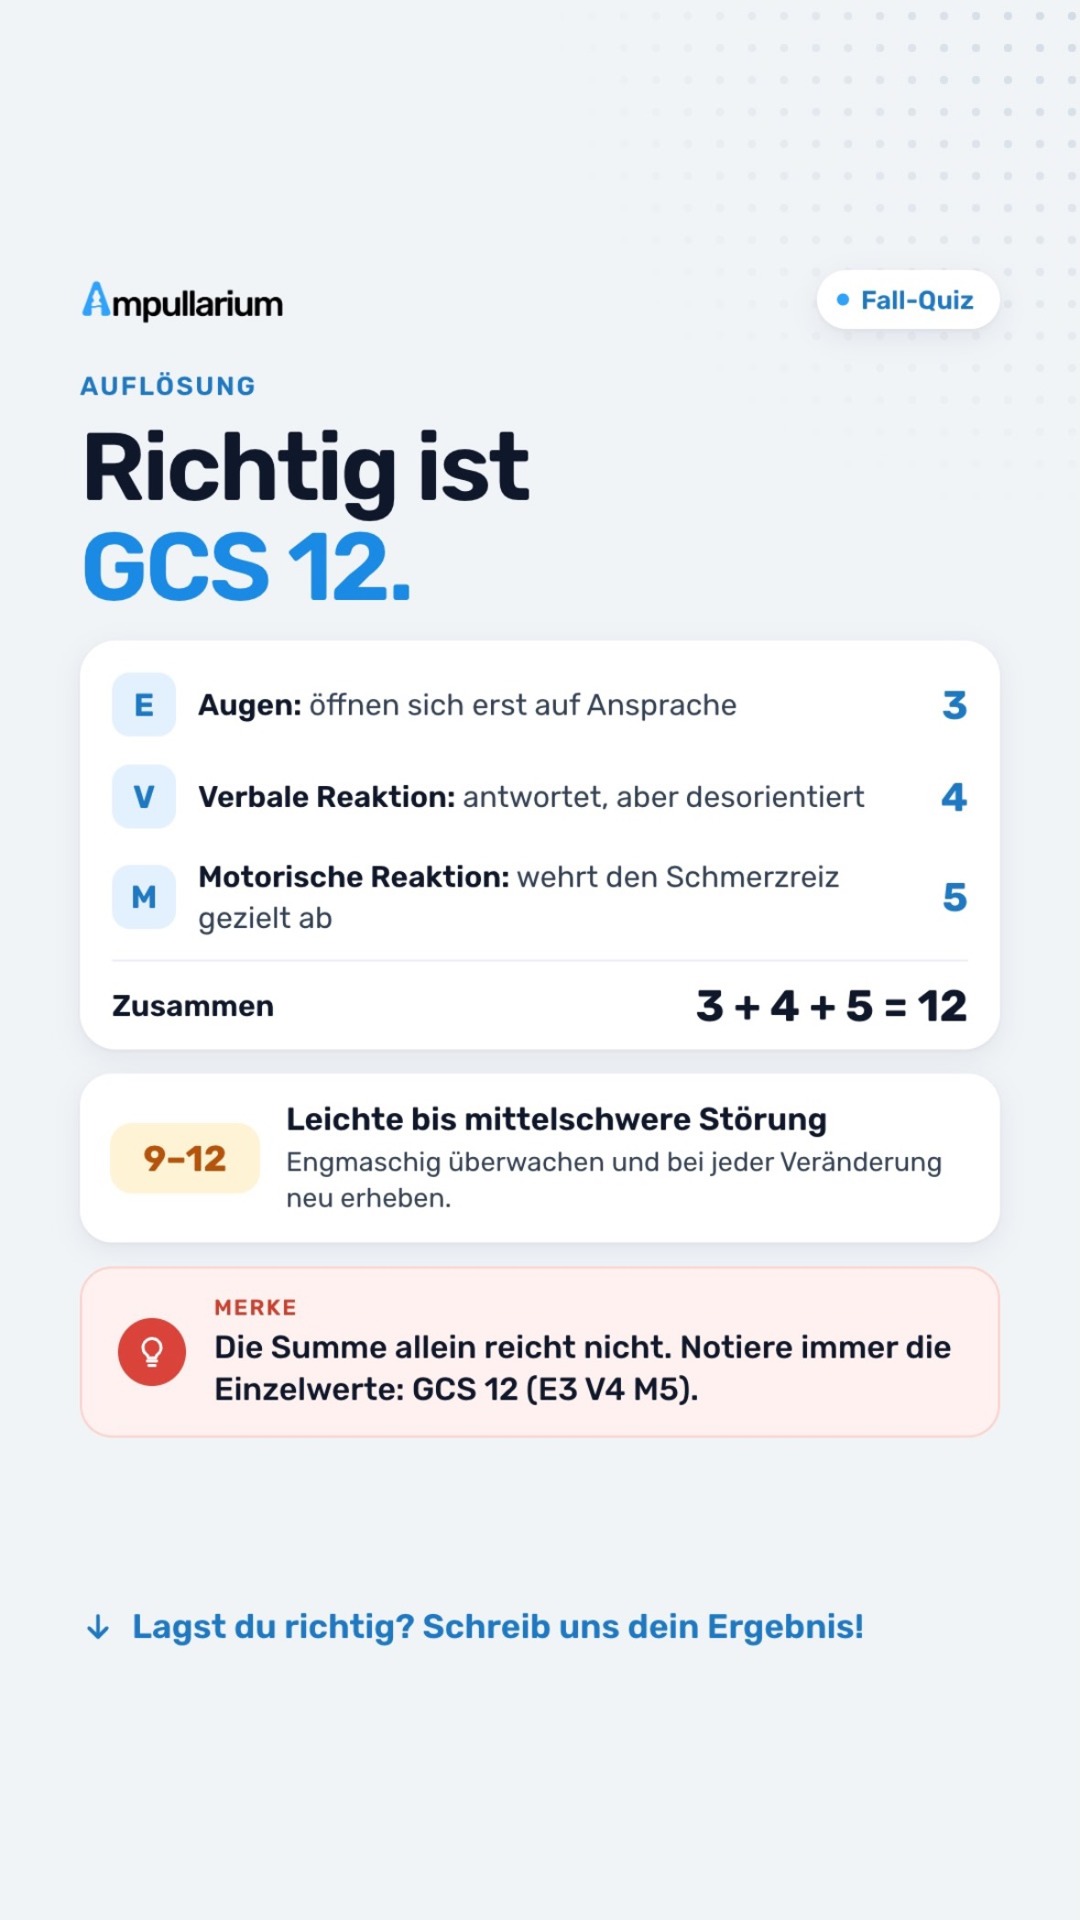 Ampullarium
Fall-Quiz
AUFLÖSUNG
Richtig ist
GCS 12.
E
Augen: öffnen sich erst auf Ansprache
3
V
Verbale Reaktion: antwortet, aber desorientiert
4
M
Motorische Reaktion: wehrt den Schmerzreiz
gezielt ab
5
Zusammen
3 + 4 + 5 = 12
9–12
Leichte bis mittelschwere Störung
Engmaschig überwachen und bei jeder Veränderung
neu erheben.
MERKE
Die Summe allein reicht nicht. Notiere immer die
Einzelwerte: GCS 12 (E3 V4 M5).
↓ Lagst du richtig? Schreib uns dein Ergebnis!